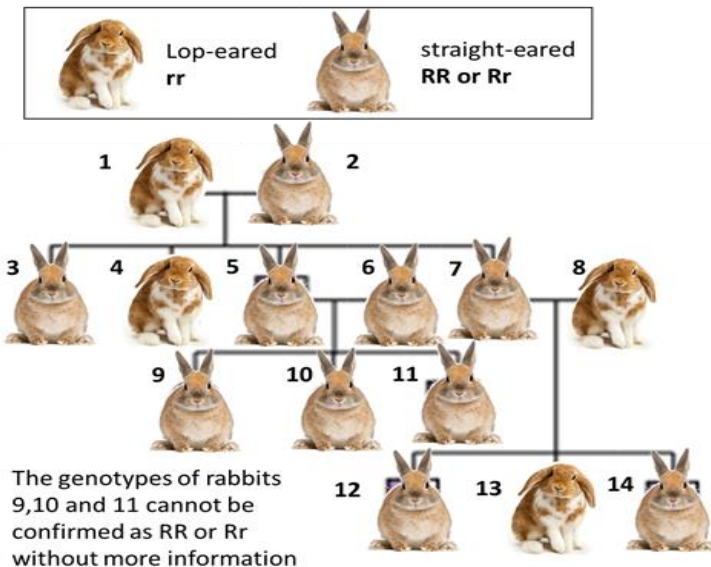 Lop-eared
rr
straight-eared
RR or Rr
1
2
3
4
5
6
7
8
9
10
11
The genotypes of rabbits
9,10 and 11 cannot be
confirmed as RR or Rr
without more information
12
13
14